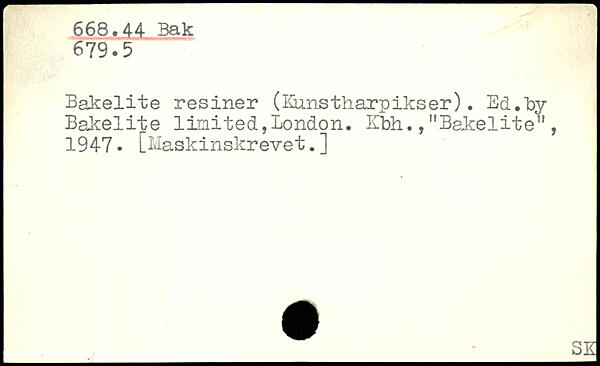 668.44 Bak
679.5
Bakelite resiner (Kunstharpikser). Ed.by
Bakelite limited,London. Kbh.,"Bakelite",
1947. [Maskinskrevet.]
SK